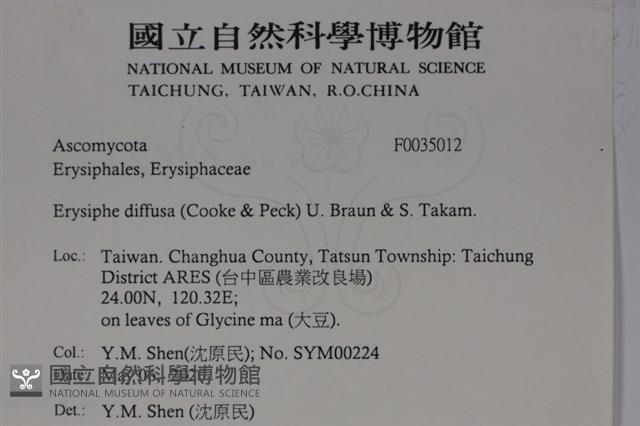 國立自然科學博物館
NATIONAL MUSEUM OF NATURAL SCIENCE
TAICHUNG, TAIWAN, R.O.CHINA
Ascomycota F0035012
Erysiphales, Erysiphaceae
Erysiphe diffusa (Cooke & Peck) U. Braun & S. Takam.
Loc.: Taiwan. Changhua County, Tatsun Township: Taichung
District ARES (台中區農業改良場)
24.00N, 120.32E;
on leaves of Glycine ma (大豆).
Col.: Y.M. Shen(沈原民); No. SYM00224
Date:
國立自然科學博物館
NATIONAL MUSEUM OF NATURAL SCIENCE
Det.: Y.M. Shen (沈原民)